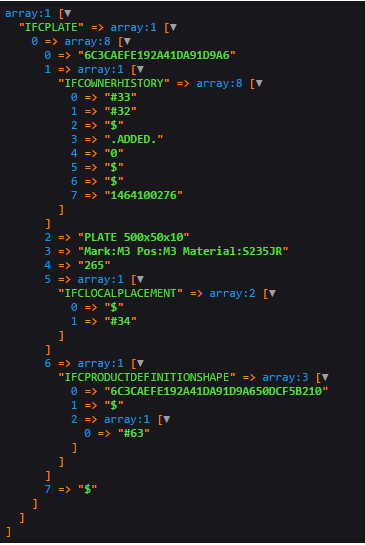 array:1 [▼
"IFCPLATE" => array:1 [▼
0 => array:8 [▼
0 => "6C3CAEFE192A41DA91D9A6"
1 => array:1 [▼
"IFCOWNERHISTORY" => array:8 [▼
0 => "#33"
1 => "#32"
2 => "$"
3 => ".ADDED."
4 => "0"
5 => "$"
6 => "$"
7 => "1464100276"
]
]
2 => "PLATE 500x50x10"
3 => "Mark:M3 Pos:M3 Material:S235JR"
4 => "265"
5 => array:1 [▼
"IFCLOCALPLACEMENT" => array:2 [▼
0 => "$"
1 => "#34"
]
]
6 => array:1 [▼
"IFCPRODUCTDEFINITIONSHAPE" => array:3 [▼
0 => "6C3CAEFE192A41DA91D9A650DCF5B210"
1 => "$"
2 => array:1 [▼
0 => "#63"
]
]
]
7 => "$"
]
]
]